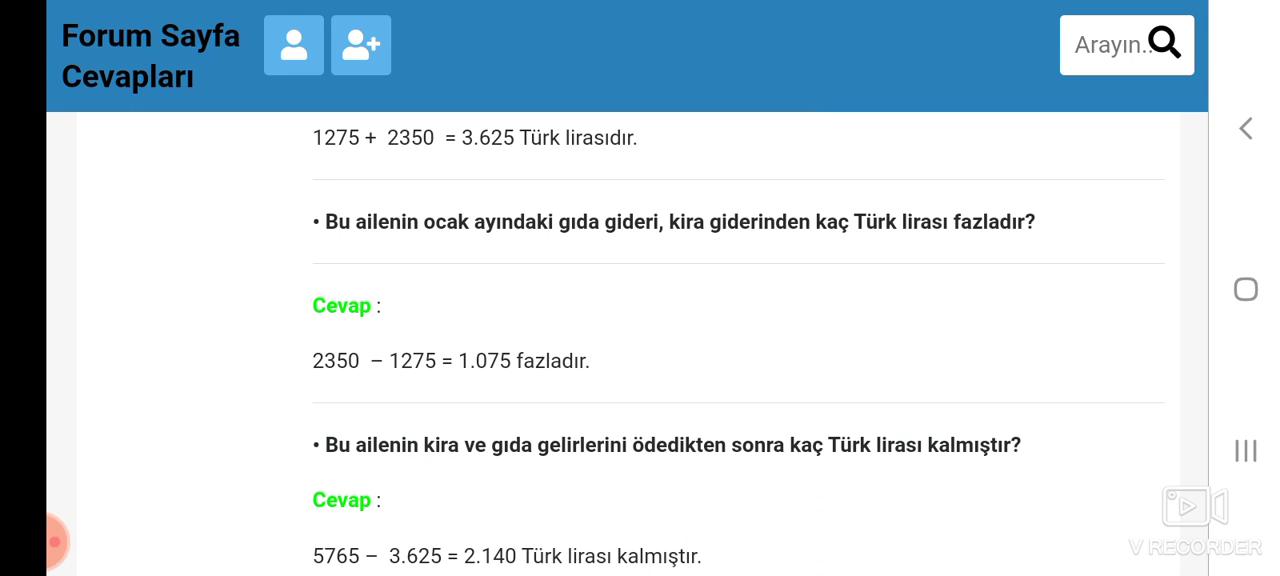 Forum Sayfa
Cevapları
Arayın..
1275 +  2350  = 3.625 Türk lirasıdır.
• Bu ailenin ocak ayındaki gıda gideri, kira giderinden kaç Türk lirası fazladır?
Cevap :
2350  – 1275 = 1.075 fazladır.
• Bu ailenin kira ve gıda gelirlerini ödedikten sonra kaç Türk lirası kalmıştır?
Cevap :
5765 –  3.625 = 2.140 Türk lirası kalmıştır.
V RECORDER